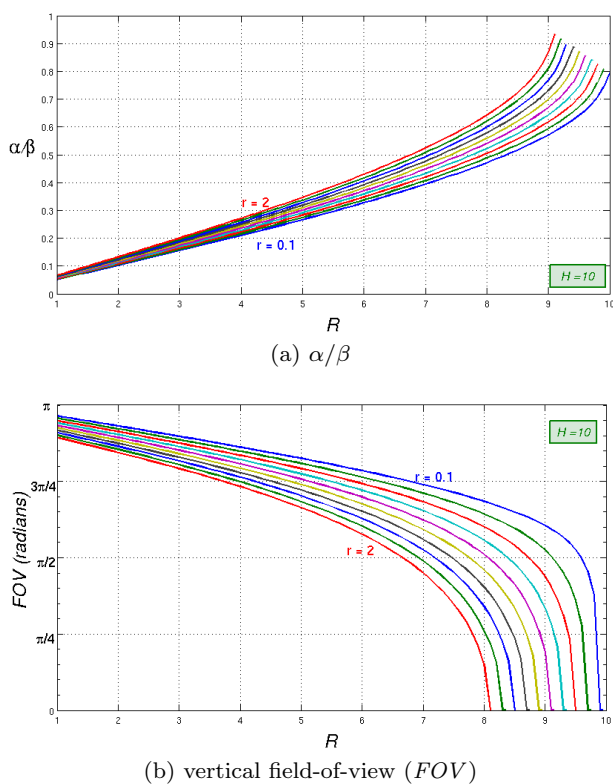 1
0.9
0.8
0.7
0.6
0.5
0.4
0.3
0.2
0.1
0
α/β
r = 2
r = 0.1
H =10
1 2 3 4 5 6 7 8 9 10
R
(a) α/β
π
3π/4
π/2
π/4
0
FOV (radians)
H =10
r = 0.1
r = 2
1 2 3 4 5 6 7 8 9 10
R
(b) vertical field-of-view (FOV)